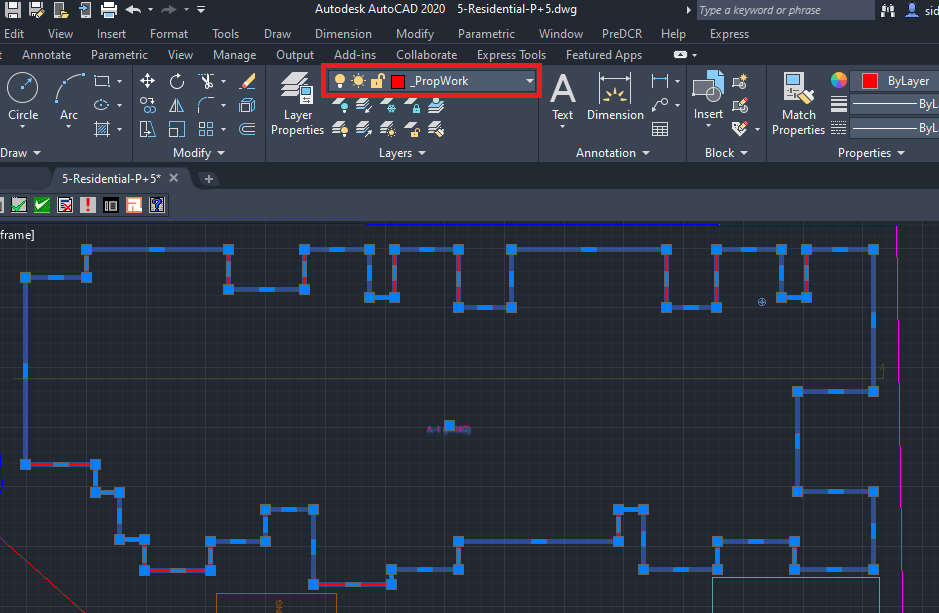 Autodesk AutoCAD 2020 5-Residential-P+5.dwg
Type a keyword or phrase
sid
Edit View Insert Format Tools Draw Dimension Modify Parametric Window PreDCR Help Express
Annotate Parametric View Manage Output Add-ins Collaborate Express Tools Featured Apps
_PropWork
ByLayer
Circle Arc
Layer
Properties
Text Dimension
Insert
Match
Properties
ByL
ByL
Draw Modify Layers Annotation Block Properties
5-Residential-P+5*
frame]